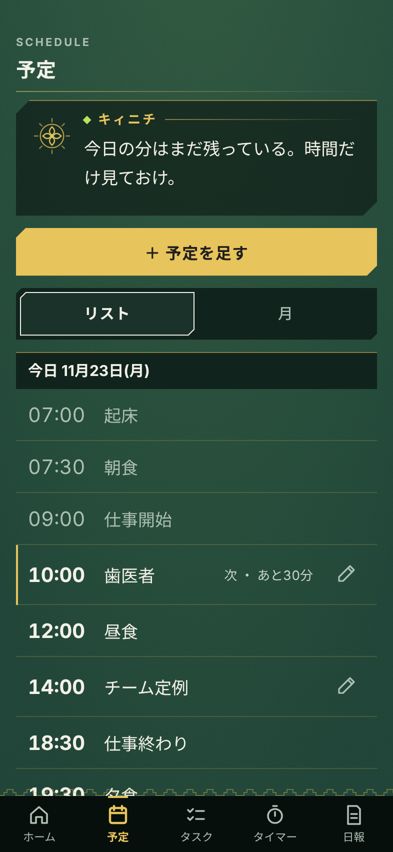 SCHEDULE
予定
キィニチ
今日の分はまだ残っている。時間だ
け見ておけ。
＋ 予定を足す
リスト 月
今日 11月23日(月)
07:00 起床
07:30 朝食
09:00 仕事開始
10:00 歯医者 次 ・ あと30分
12:00 昼食
14:00 チーム定例
18:30 仕事終わり
19:30 夕食
ホーム 予定 タスク タイマー 日報